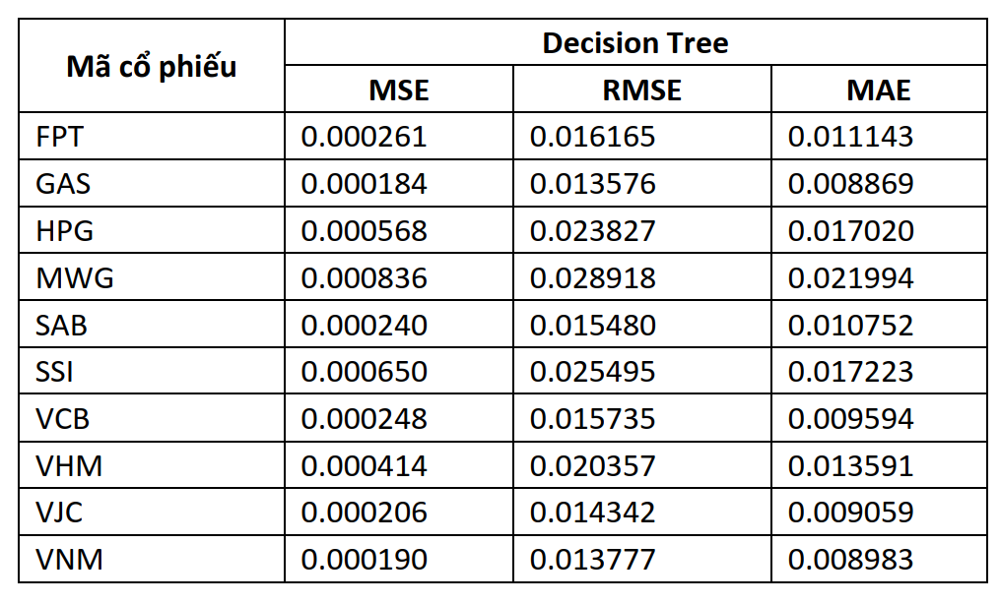 Mã cổ phiếu Decision Tree
MSE RMSE MAE
FPT 0.000261 0.016165 0.011143
GAS 0.000184 0.013576 0.008869
HPG 0.000568 0.023827 0.017020
MWG 0.000836 0.028918 0.021994
SAB 0.000240 0.015480 0.010752
SSI 0.000650 0.025495 0.017223
VCB 0.000248 0.015735 0.009594
VHM 0.000414 0.020357 0.013591
VJC 0.000206 0.014342 0.009059
VNM 0.000190 0.013777 0.008983